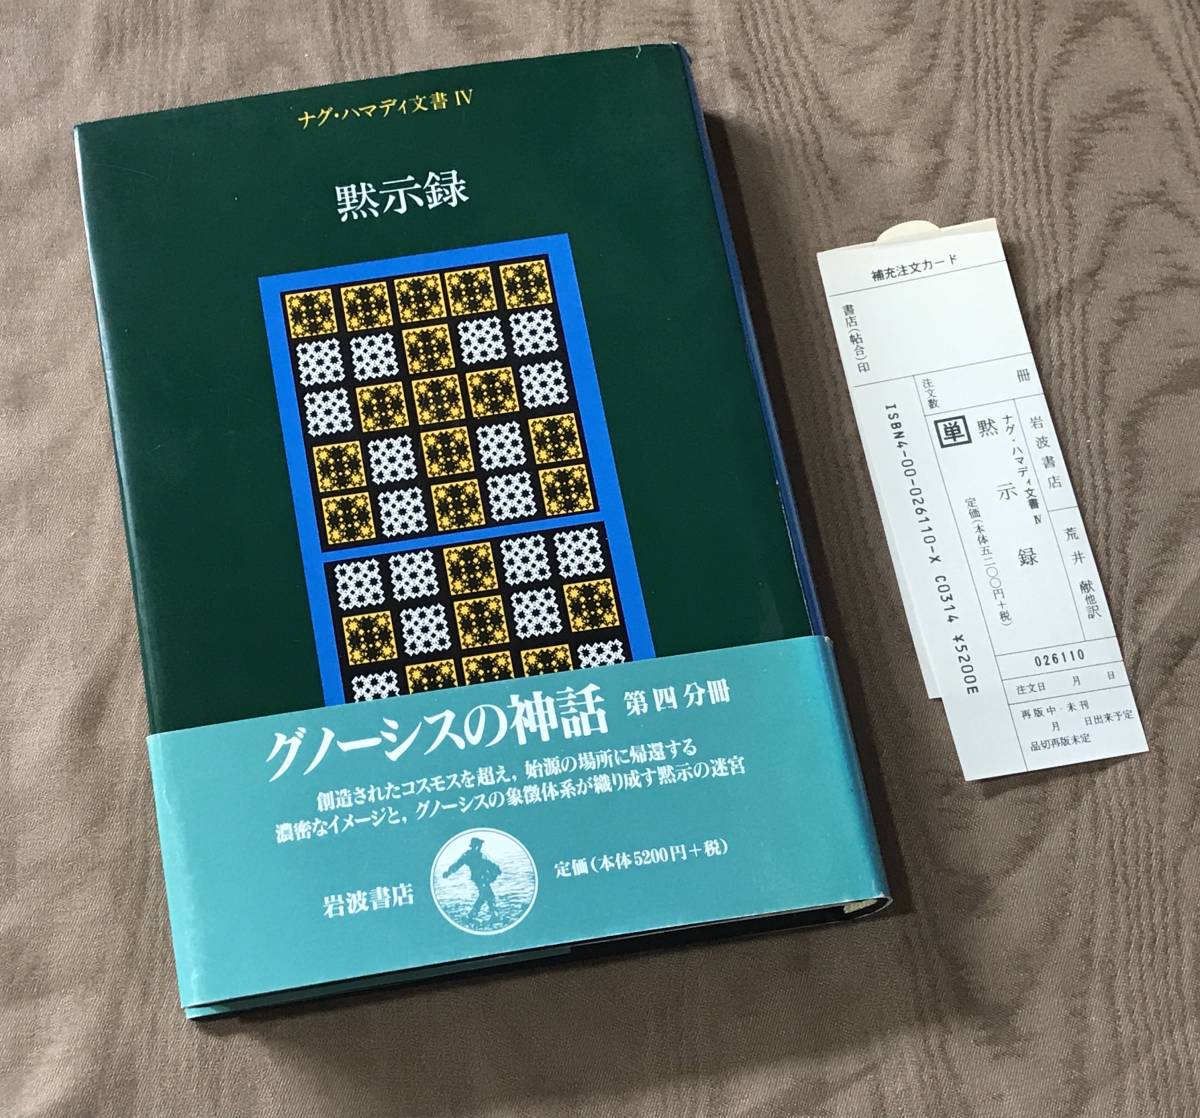 ナグ・ハマディ文書 IV
黙示録
グノーシスの神話 第四分冊
創造されたコスモスを超え，始源の場所に帰還する
濃密なイメージと，グノーシスの象徴体系が織り成す黙示の迷宮
岩波書店
定価（本体5200円＋税）
補充注文カード
書店（帖合）印
注文数
冊
岩波書店
荒井 献他訳
ナグ・ハマディ文書 Ⅳ
黙示録
単
定価（本体五二〇〇円＋税）
ISBN4-00-026110-X C0314 ¥5200E
026110
注文日 月 日
再版中・未刊
月 日出来予定
品切再版未定